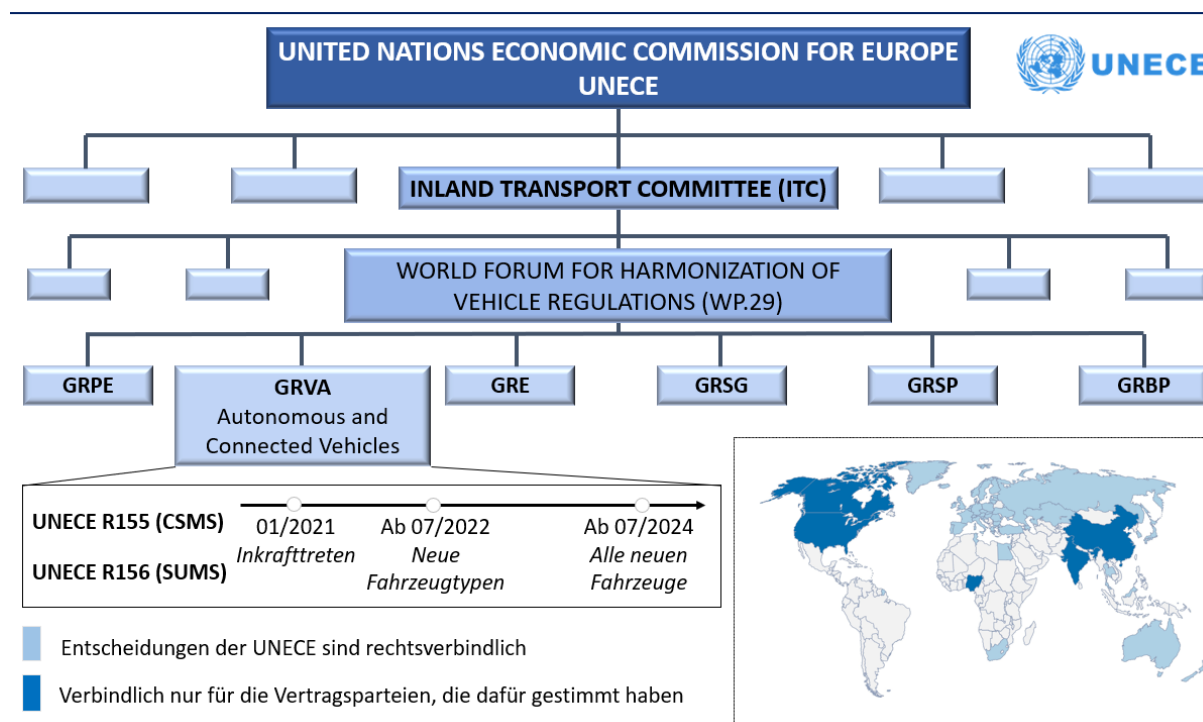 UNITED NATIONS ECONOMIC COMMISSION FOR EUROPE
UNECE
UNECE
INLAND TRANSPORT COMMITTEE (ITC)
WORLD FORUM FOR HARMONIZATION OF
VEHICLE REGULATIONS (WP.29)
GRPE
GRVA
Autonomous and
Connected Vehicles
GRE
GRSG
GRSP
GRBP
UNECE R155 (CSMS)
UNECE R156 (SUMS)
01/2021
Inkrafttreten
Ab 07/2022
Neue
Fahrzeugtypen
Ab 07/2024
Alle neuen
Fahrzeuge
Entscheidungen der UNECE sind rechtsverbindlich
Verbindlich nur für die Vertragsparteien, die dafür gestimmt haben